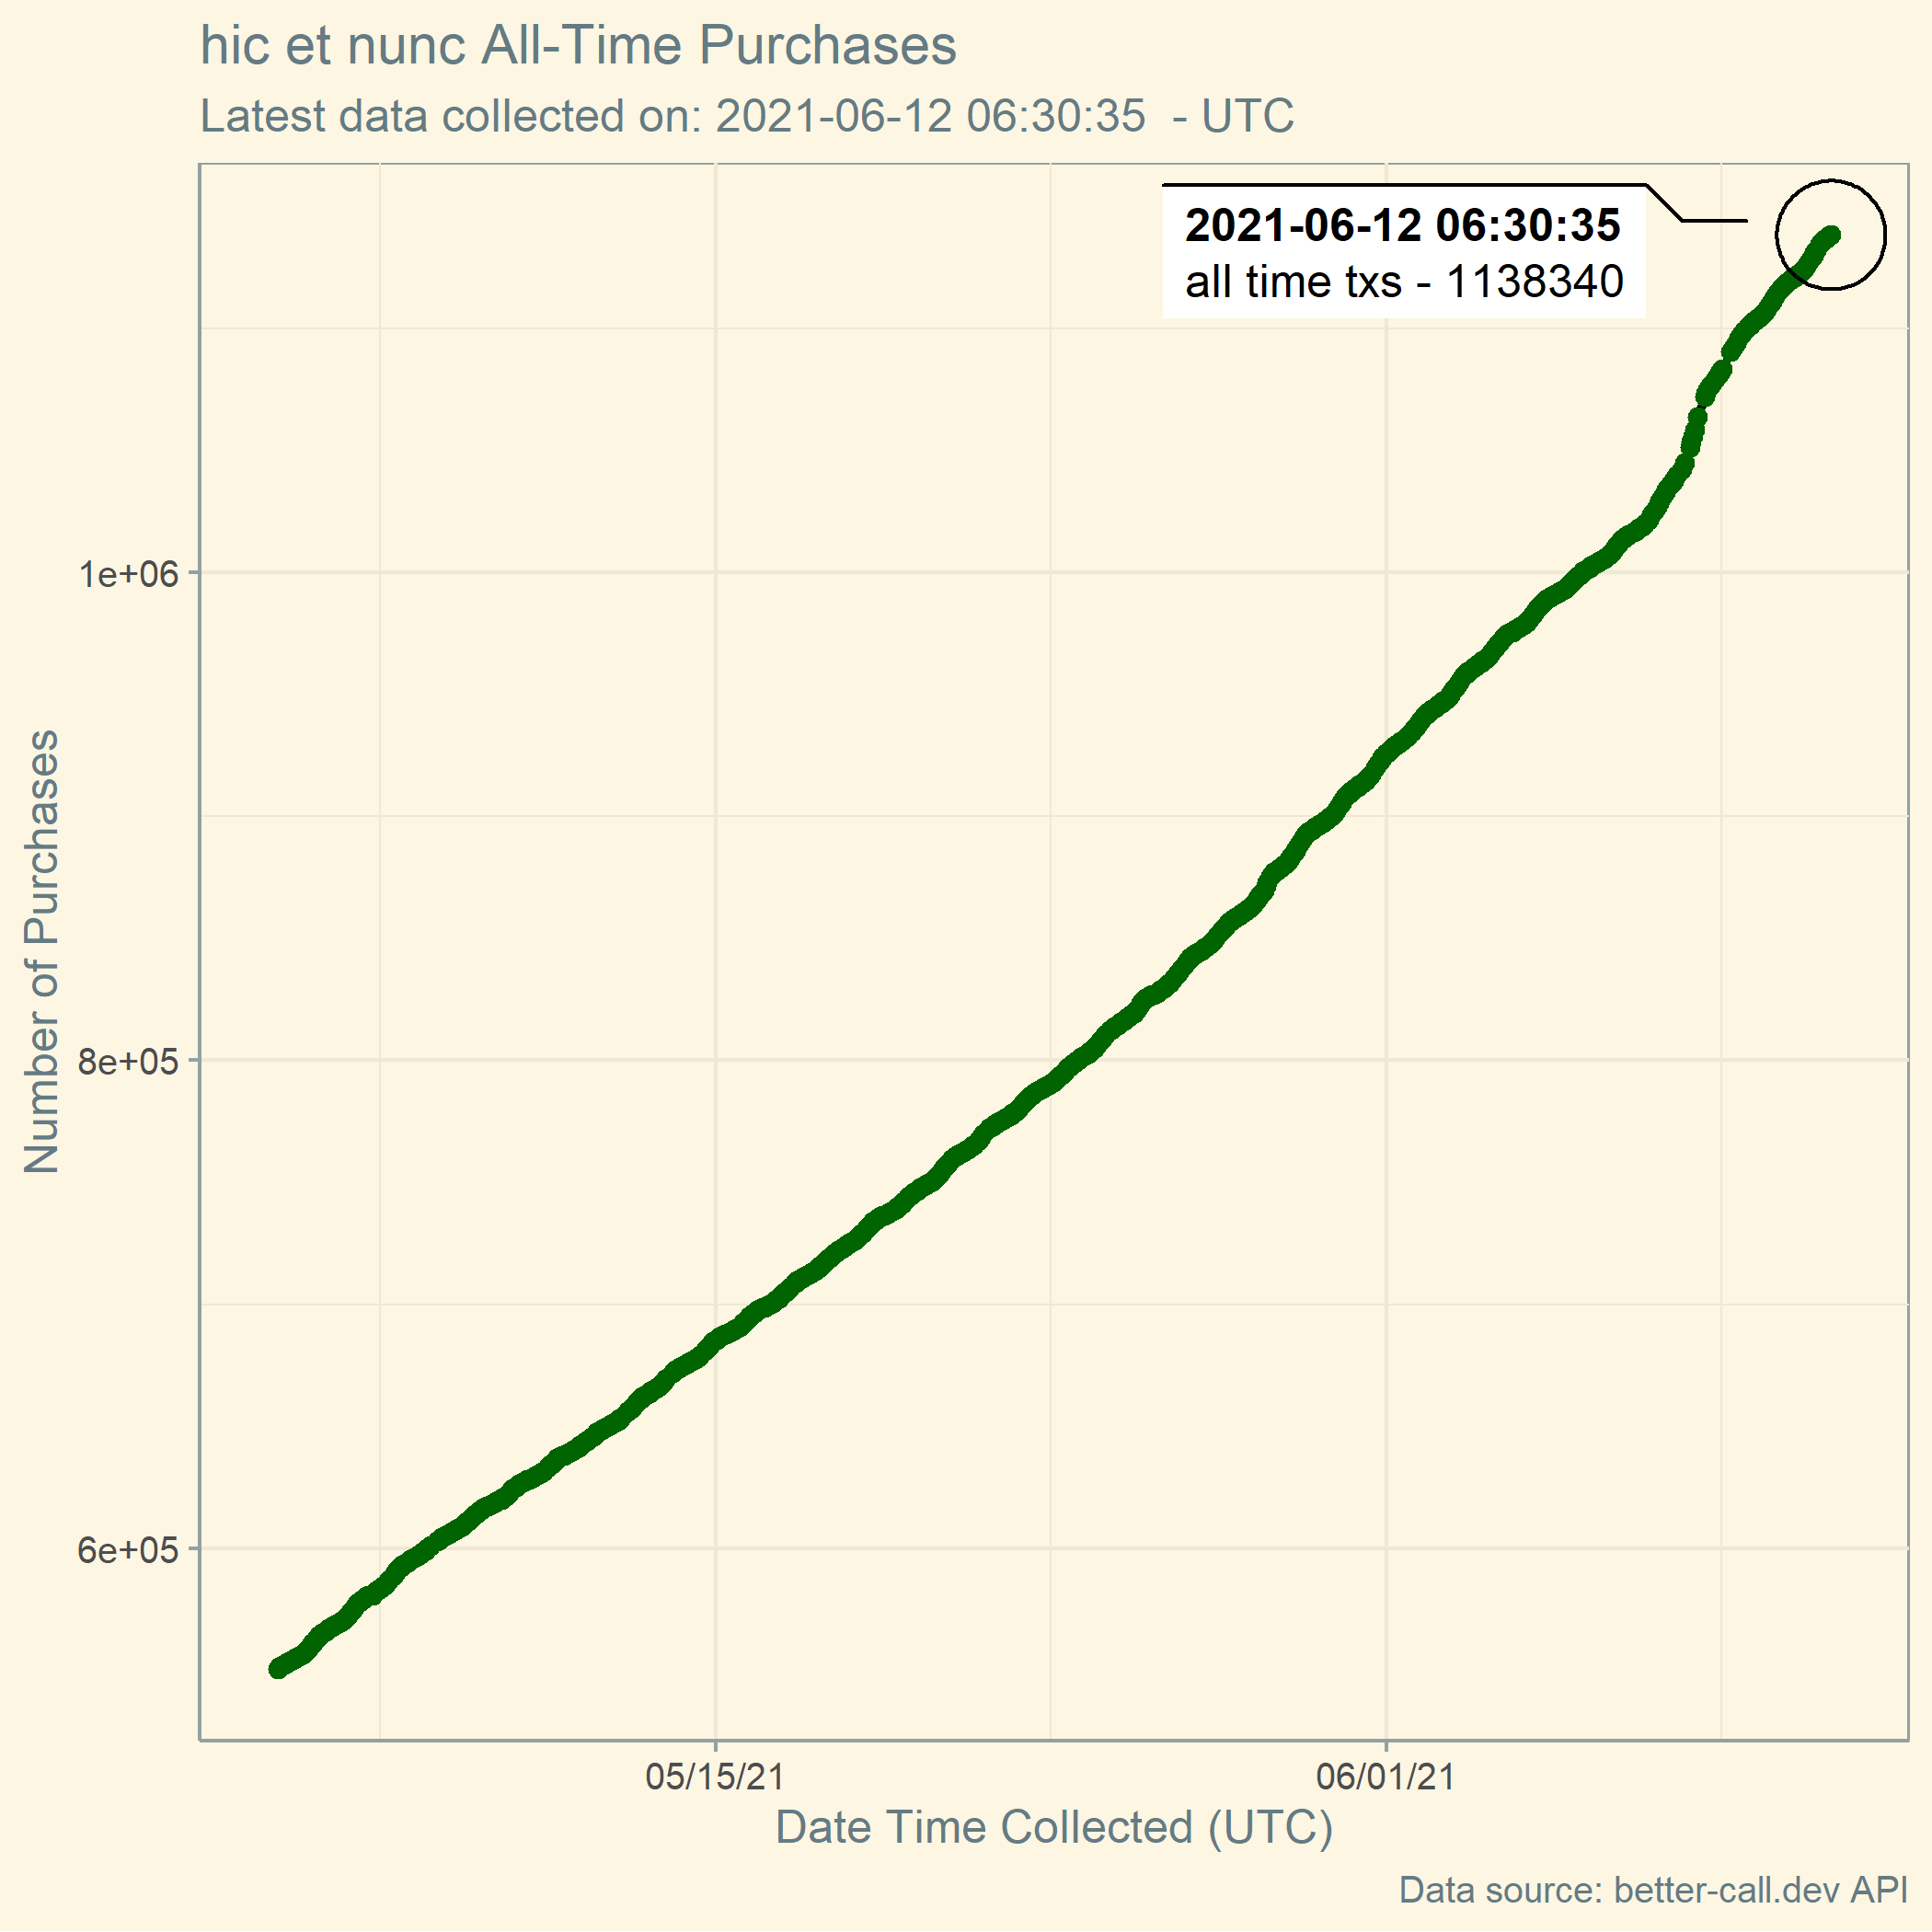 hic et nunc All-Time Purchases
Latest data collected on: 2021-06-12 06:30:35  - UTC
2021-06-12 06:30:35
all time txs - 1138340
Number of Purchases
1e+06
8e+05
6e+05
05/15/21
06/01/21
Date Time Collected (UTC)
Data source: better-call.dev API